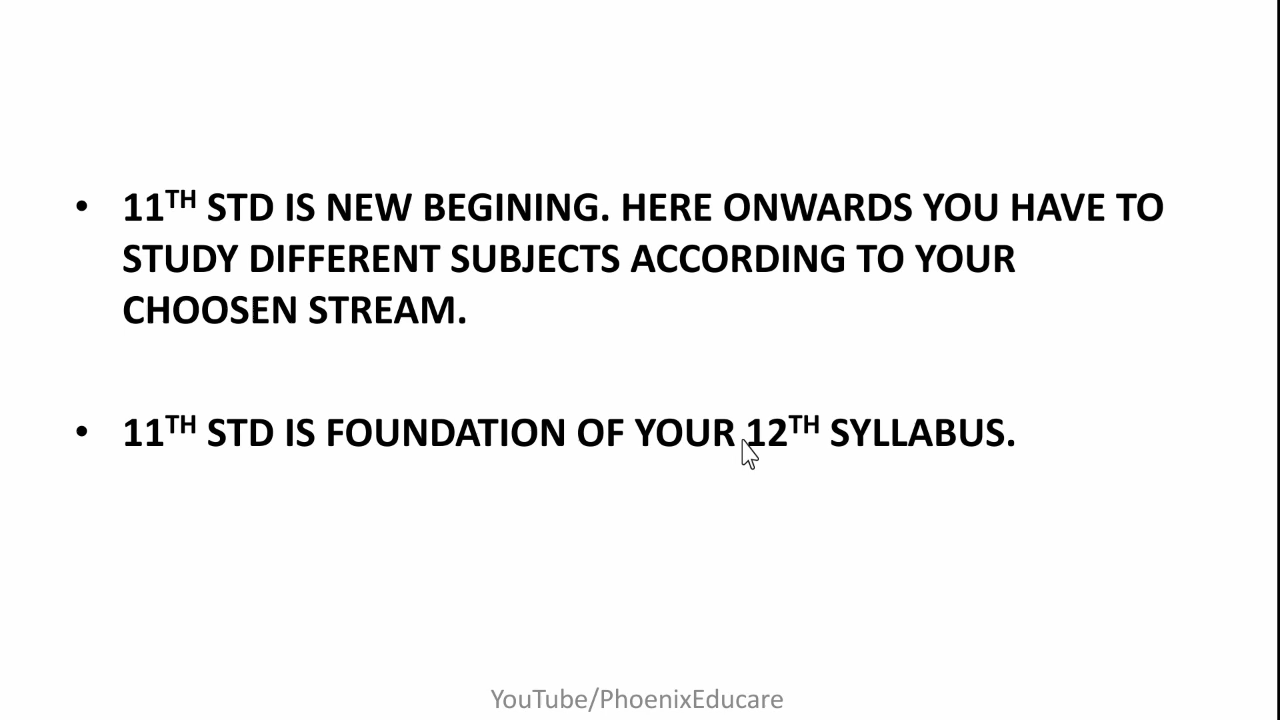 • 11TH STD IS NEW BEGINING. HERE ONWARDS YOU HAVE TO
STUDY DIFFERENT SUBJECTS ACCORDING TO YOUR
CHOOSEN STREAM.
• 11TH STD IS FOUNDATION OF YOUR 12TH SYLLABUS.
YouTube/PhoenixEducare